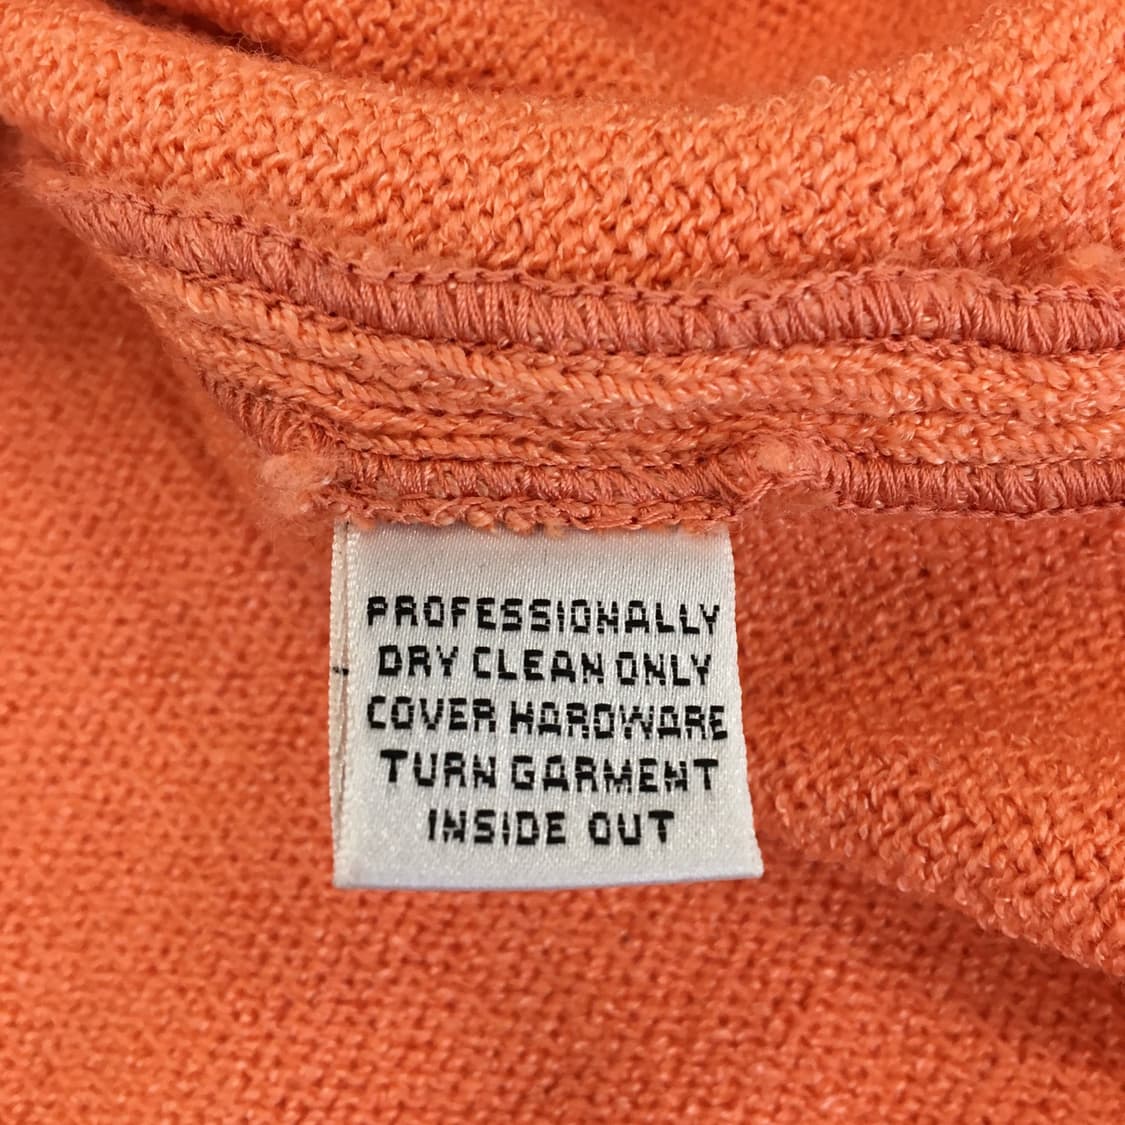 PROFESSIONALLY
DRY CLEAN ONLY
COVER HARDWARE
TURN GARMENT
INSIDE OUT